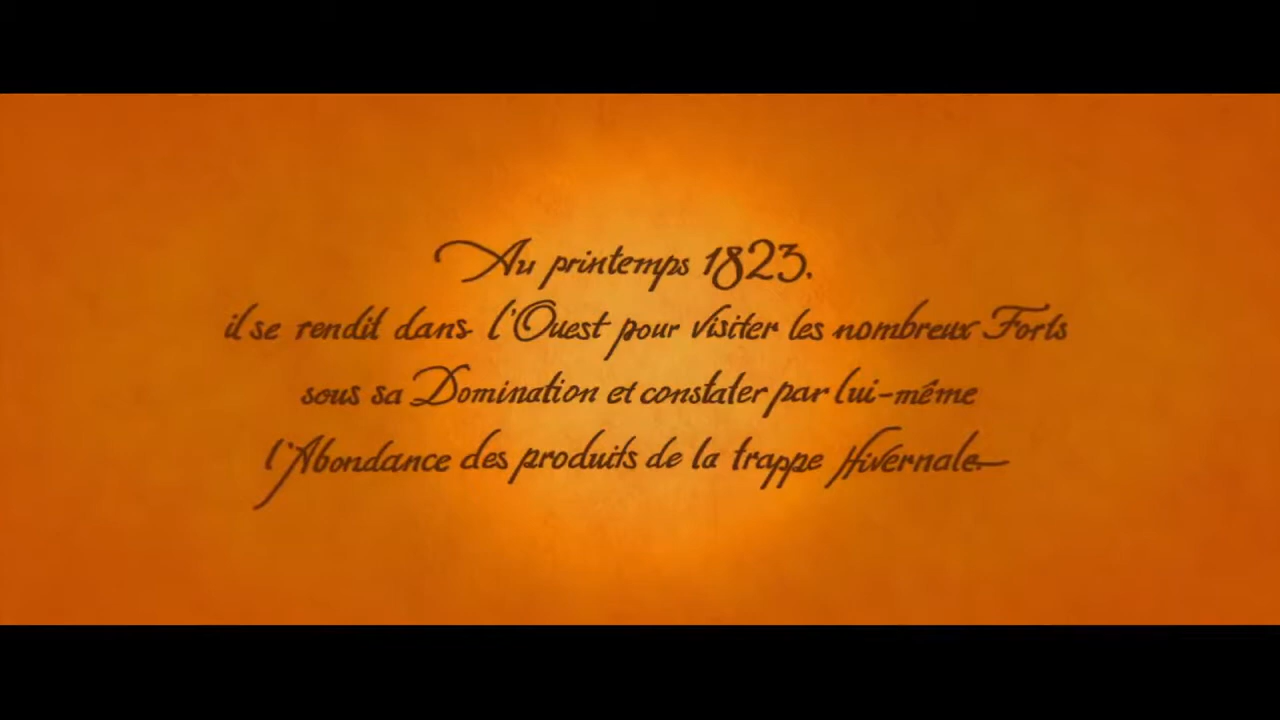 Au printemps 1823.
il se rendit dans l'Ouest pour visiter les nombreux Forts
sous sa Domination et constater par lui-même
l'Abondance des produits de la trappe Hivernale